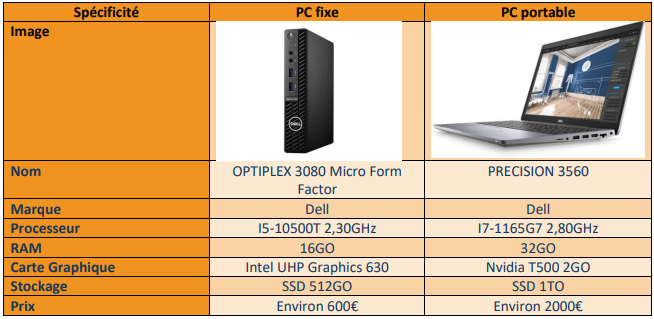 Spécificité PC fixe PC portable
Image
DELL
Nom OPTIPLEX 3080 Micro Form PRECISION 3560
Factor
Marque Dell Dell
Processeur I5-10500T 2,30GHz I7-1165G7 2,80GHz
RAM 16GO 32GO
Carte Graphique Intel UHP Graphics 630 Nvidia T500 2GO
Stockage SSD 512GO SSD 1TO
Prix Environ 600€ Environ 2000€